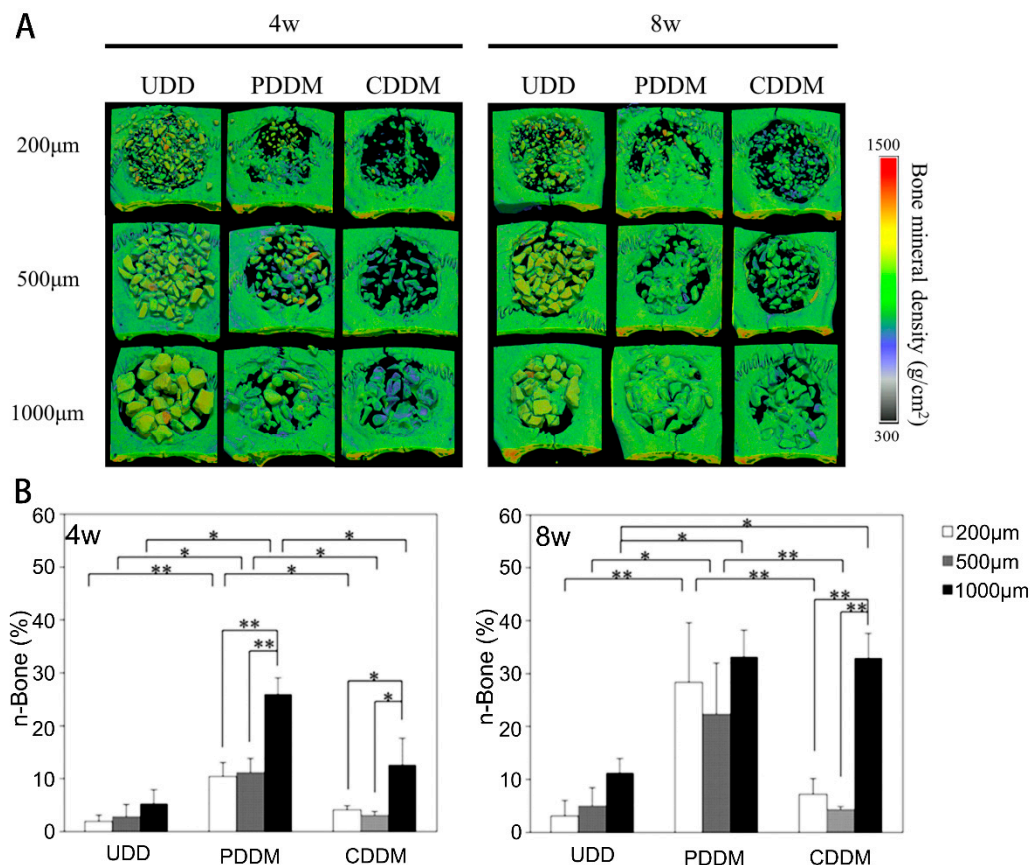 A
4w
8w
UDD PDDM CDDM
UDD PDDM CDDM
200μm
500μm
1000μm
1500
Bone mineral density (g/cm²)
300
B
4w
n-Bone (%)
60
50
40
30
20
10
0
* *
* *
** *
**
**
*
*
UDD PDDM CDDM
8w
n-Bone (%)
60
50
40
30
20
10
0
*
*
* **
** **
**
**
UDD PDDM CDDM
200μm
500μm
1000μm